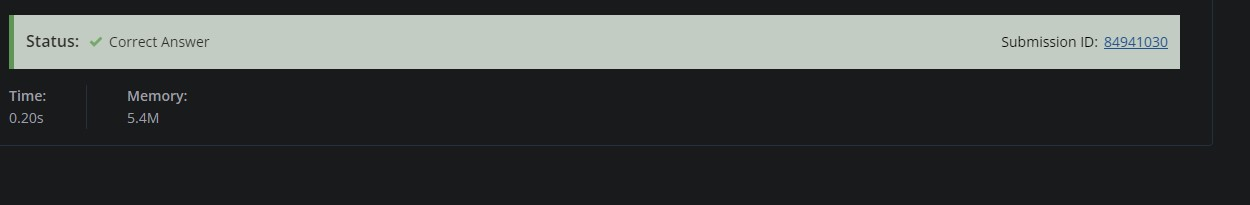 Status: ✔ Correct Answer Submission ID: 84941030
Time: Memory:
0.20s 5.4M